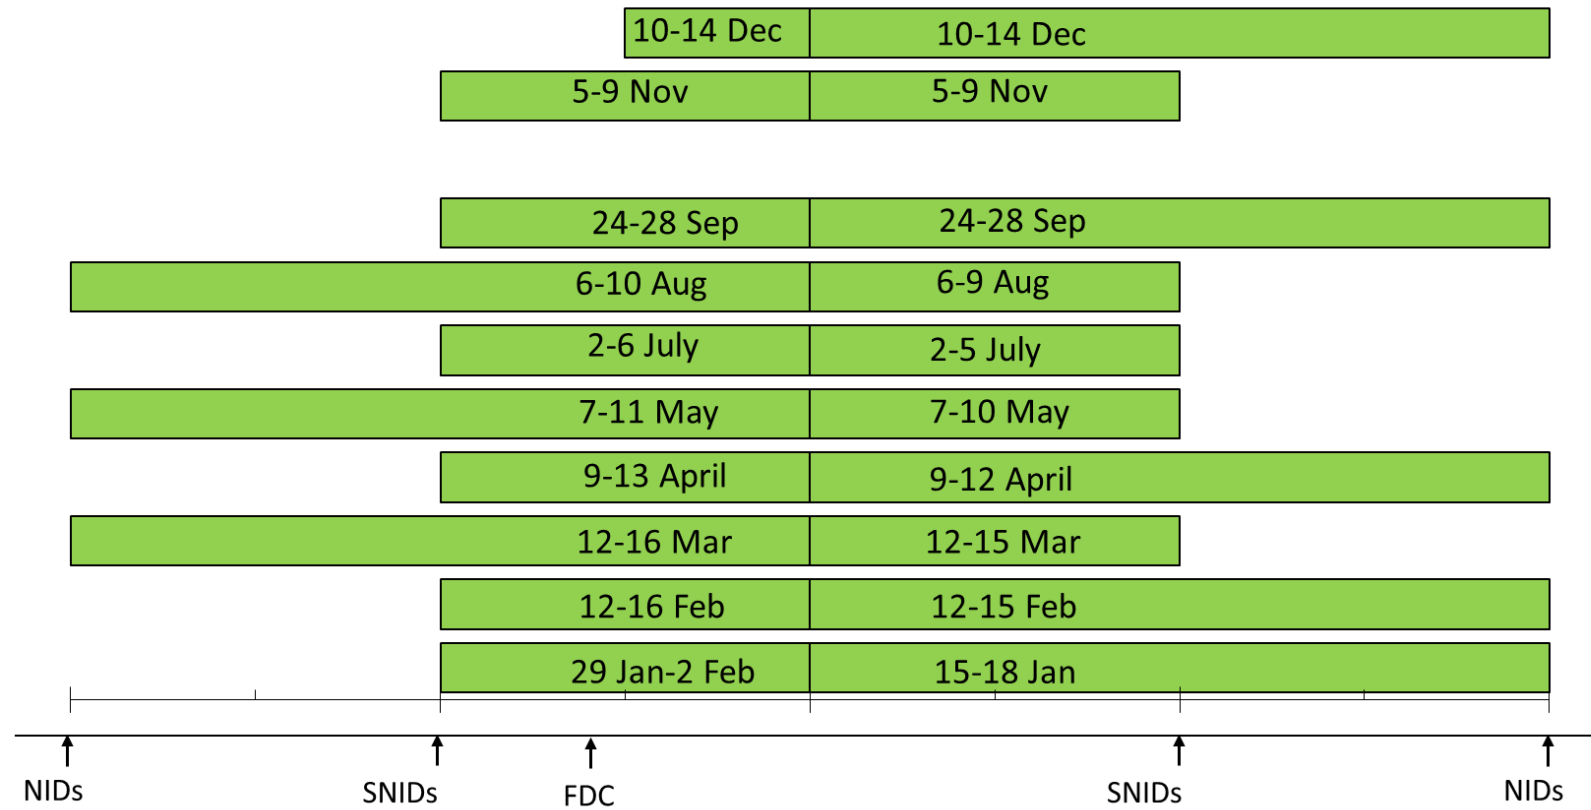 10-14 Dec 10-14 Dec
5-9 Nov 5-9 Nov
24-28 Sep 24-28 Sep
6-10 Aug 6-9 Aug
2-6 July 2-5 July
7-11 May 7-10 May
9-13 April 9-12 April
12-16 Mar 12-15 Mar
12-16 Feb 12-15 Feb
29 Jan-2 Feb 15-18 Jan
NIDs SNIDs FDC SNIDs NIDs